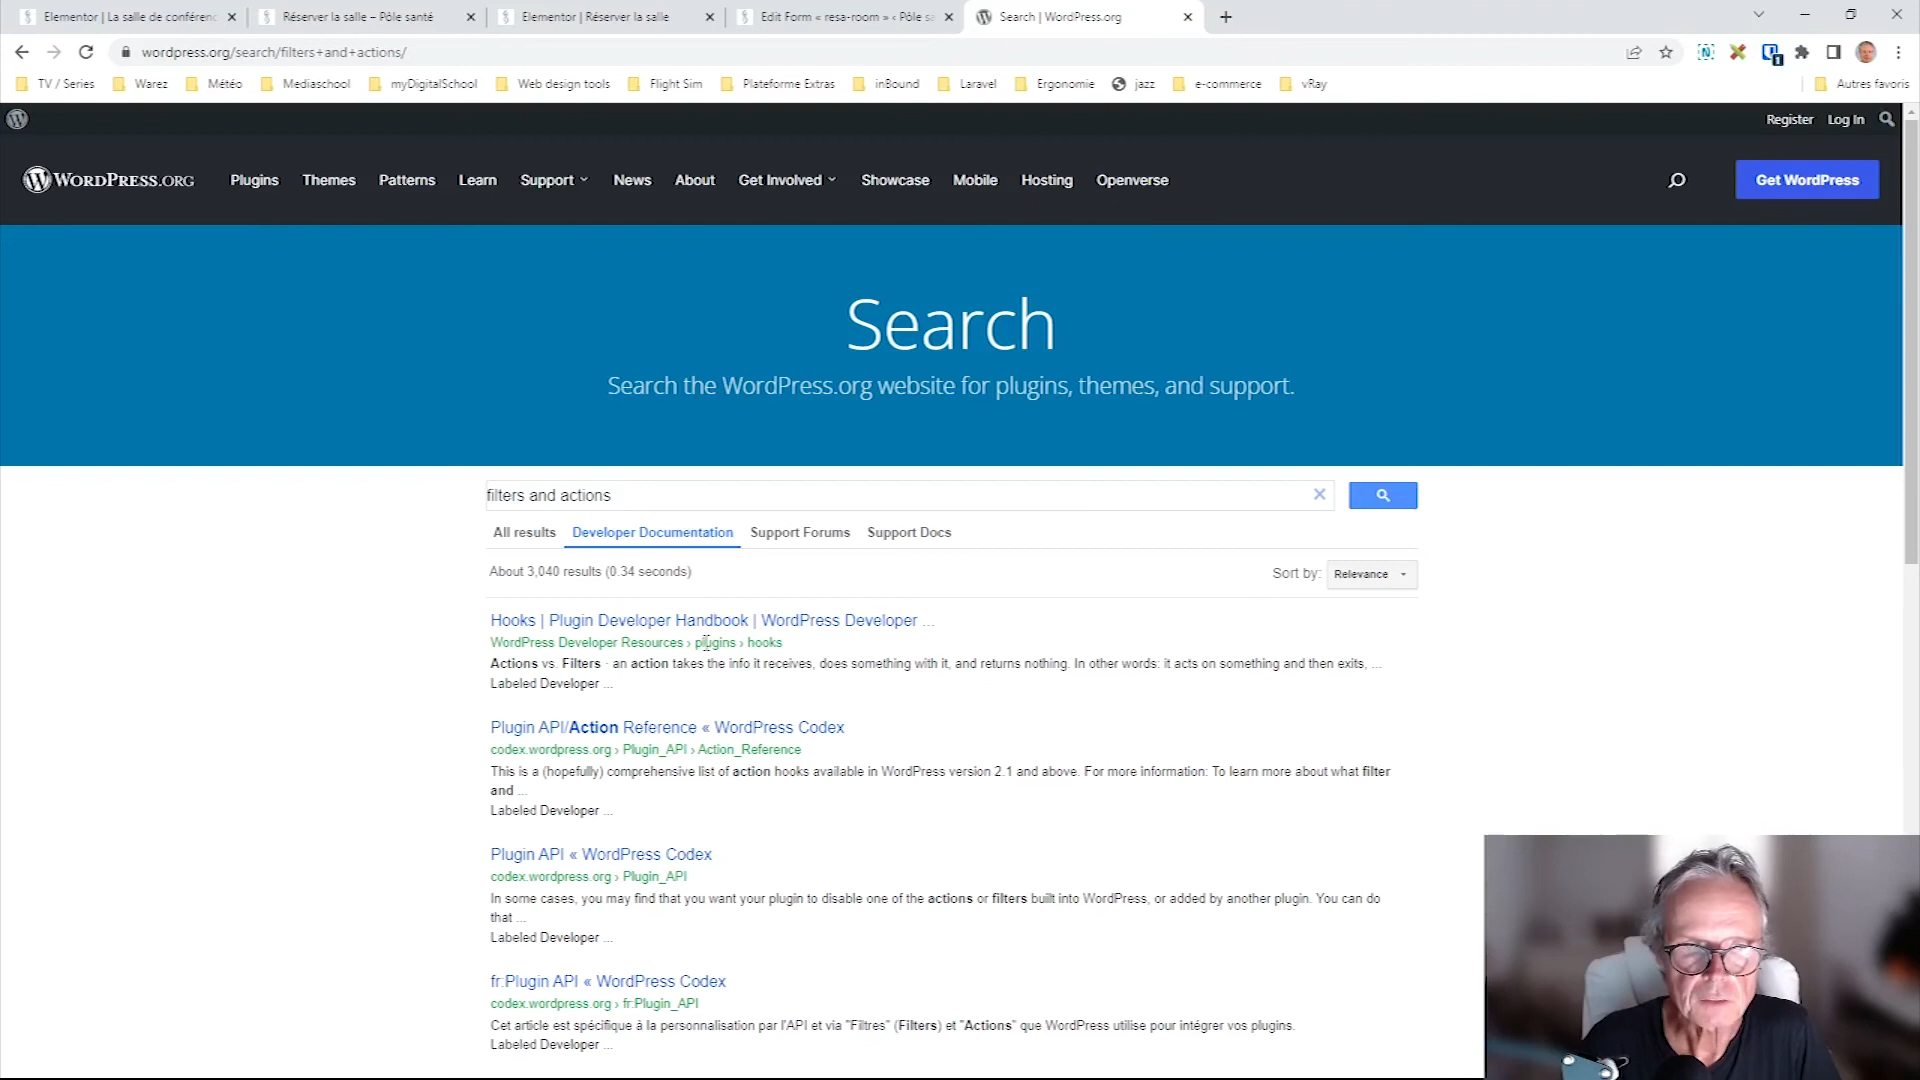 Elementor | La salle de conférenc
Réserver la salle – Pôle santé
Elementor | Réserver la salle
Edit Form « resa-room » ‹ Pôle sa
Search | WordPress.org
wordpress.org/search/filters+and+actions/
TV / Series
Warez
Météo
Mediaschool
myDigitalSchool
Web design tools
Flight Sim
Plateforme Extras
inBound
Laravel
Ergonomie
jazz
e-commerce
vRay
Autres favoris
Register
Log In
WORDPRESS.ORG
Plugins
Themes
Patterns
Learn
Support
News
About
Get Involved
Showcase
Mobile
Hosting
Openverse
Get WordPress
Search
Search the WordPress.org website for plugins, themes, and support.
filters and actions
All results
Developer Documentation
Support Forums
Support Docs
About 3,040 results (0.34 seconds)
Sort by:
Relevance
Hooks | Plugin Developer Handbook | WordPress Developer ...
WordPress Developer Resources › plugins › hooks
Actions vs. Filters · an action takes the info it receives, does something with it, and returns nothing. In other words: it acts on something and then exits, ...
Labeled Developer ...
Plugin API/Action Reference « WordPress Codex
codex.wordpress.org › Plugin_API › Action_Reference
This is a (hopefully) comprehensive list of action hooks available in WordPress version 2.1 and above. For more information: To learn more about what filter
and ...
Labeled Developer ...
Plugin API « WordPress Codex
codex.wordpress.org › Plugin_API
In some cases, you may find that you want your plugin to disable one of the actions or filters built into WordPress, or added by another plugin. You can do
that ...
Labeled Developer ...
fr:Plugin API « WordPress Codex
codex.wordpress.org › fr:Plugin_API
Cet article est spécifique à la personnalisation par l'API et via "Filtres" (Filters) et "Actions" que WordPress utilise pour intégrer vos plugins.
Labeled Developer ...